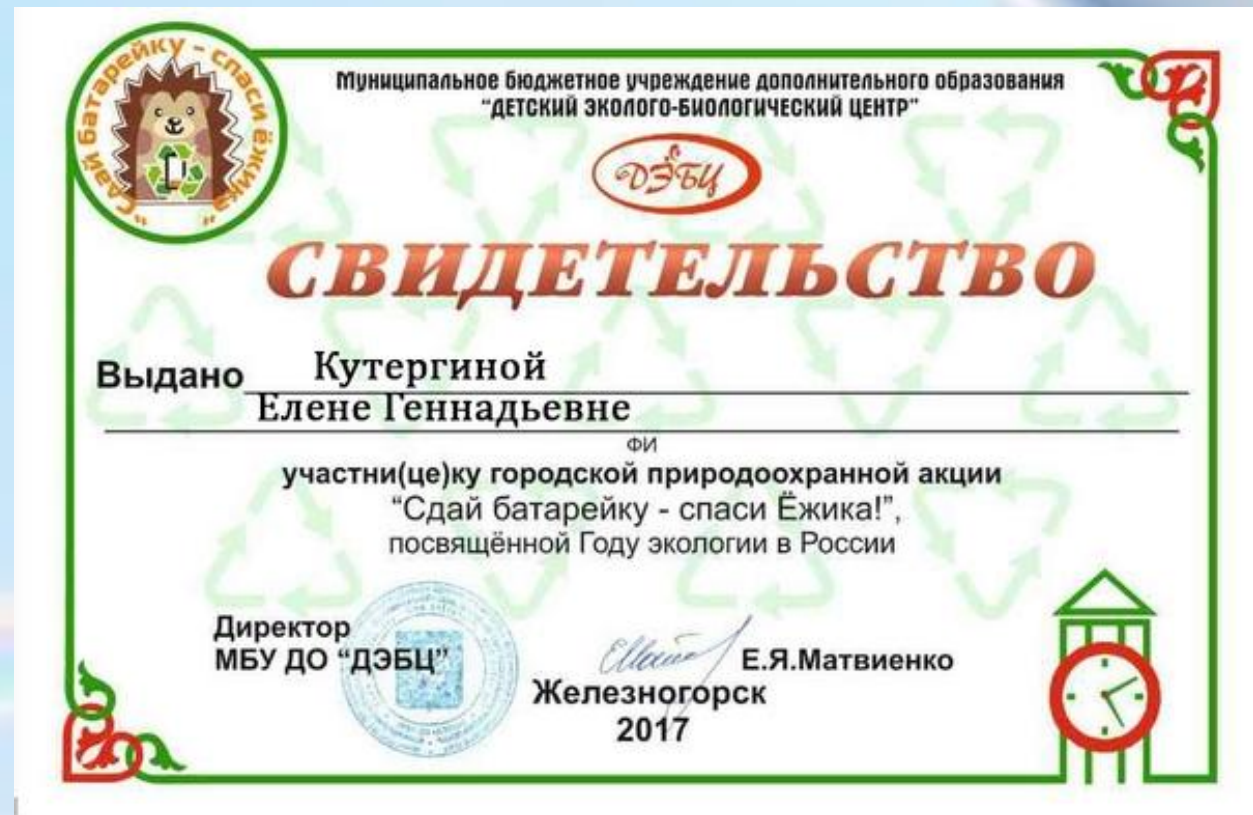 "Сдай батарейку - спаси ёжика"
Муниципальное бюджетное учреждение дополнительного образования
"ДЕТСКИЙ ЭКОЛОГО-БИОЛОГИЧЕСКИЙ ЦЕНТР"
ДЭБЦ
СВИДЕТЕЛЬСТВО
Выдано Кутергиной
Елене Геннадьевне
ФИ
участни(це)ку городской природоохранной акции
“Сдай батарейку - спаси Ёжика!”,
посвящённой Году экологии в России
Директор
МБУ ДО “ДЭБЦ” Е.Я.Матвиенко
Железногорск
2017